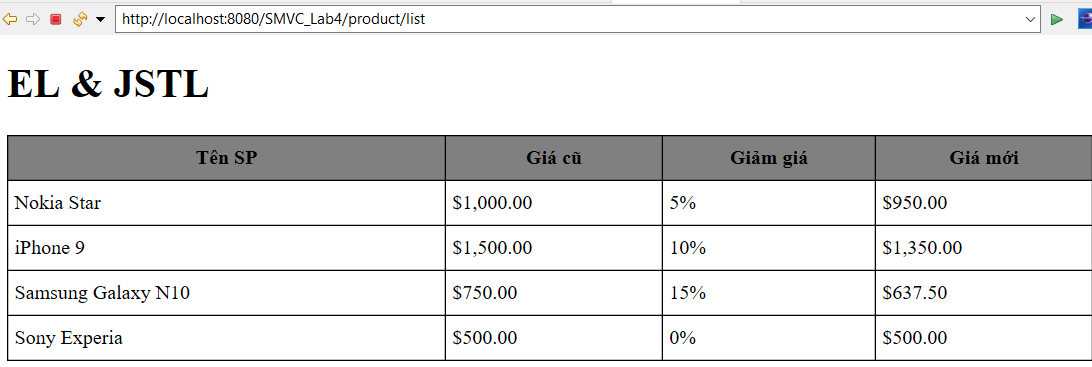 http://localhost:8080/SMVC_Lab4/product/list
EL & JSTL
Tên SP Giá cũ Giảm giá Giá mới
Nokia Star $1,000.00 5% $950.00
iPhone 9 $1,500.00 10% $1,350.00
Samsung Galaxy N10 $750.00 15% $637.50
Sony Experia $500.00 0% $500.00